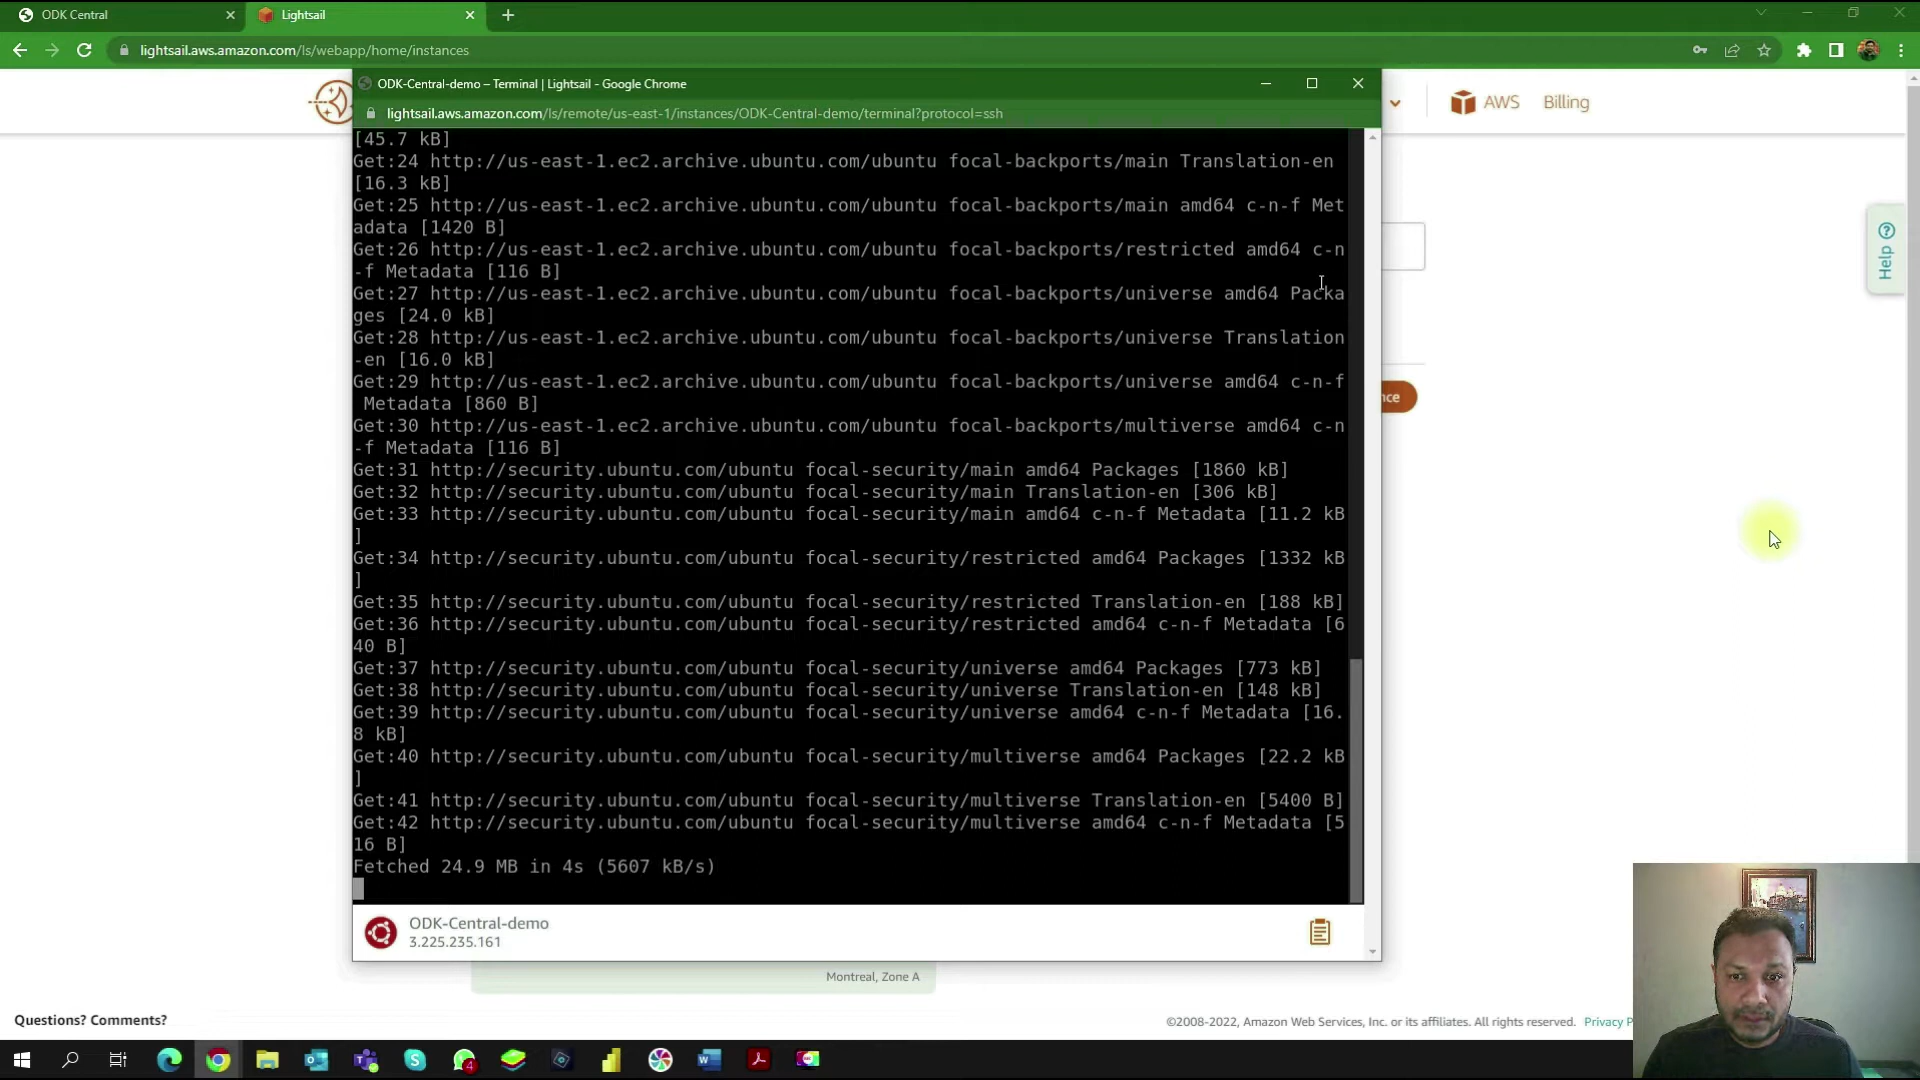 ODK Central
Lightsail
lightsail.aws.amazon.com/ls/webapp/home/instances
ODK-Central-demo – Terminal | Lightsail - Google Chrome
lightsail.aws.amazon.com/ls/remote/us-east-1/instances/ODK-Central-demo/terminal?protocol=ssh
AWS
Billing
[45.7 kB]
Get:24 http://us-east-1.ec2.archive.ubuntu.com/ubuntu focal-backports/main Translation-en
[16.3 kB]
Get:25 http://us-east-1.ec2.archive.ubuntu.com/ubuntu focal-backports/main amd64 c-n-f Met
adata [1420 B]
Get:26 http://us-east-1.ec2.archive.ubuntu.com/ubuntu focal-backports/restricted amd64 c-n
-f Metadata [116 B]
Get:27 http://us-east-1.ec2.archive.ubuntu.com/ubuntu focal-backports/universe amd64 Packa
ges [24.0 kB]
Get:28 http://us-east-1.ec2.archive.ubuntu.com/ubuntu focal-backports/universe Translation
-en [16.0 kB]
Get:29 http://us-east-1.ec2.archive.ubuntu.com/ubuntu focal-backports/universe amd64 c-n-f
Metadata [860 B]
Get:30 http://us-east-1.ec2.archive.ubuntu.com/ubuntu focal-backports/multiverse amd64 c-n
-f Metadata [116 B]
Get:31 http://security.ubuntu.com/ubuntu focal-security/main amd64 Packages [1860 kB]
Get:32 http://security.ubuntu.com/ubuntu focal-security/main Translation-en [306 kB]
Get:33 http://security.ubuntu.com/ubuntu focal-security/main amd64 c-n-f Metadata [11.2 kB
]
Get:34 http://security.ubuntu.com/ubuntu focal-security/restricted amd64 Packages [1332 kB
]
Get:35 http://security.ubuntu.com/ubuntu focal-security/restricted Translation-en [188 kB]
Get:36 http://security.ubuntu.com/ubuntu focal-security/restricted amd64 c-n-f Metadata [6
40 B]
Get:37 http://security.ubuntu.com/ubuntu focal-security/universe amd64 Packages [773 kB]
Get:38 http://security.ubuntu.com/ubuntu focal-security/universe Translation-en [148 kB]
Get:39 http://security.ubuntu.com/ubuntu focal-security/universe amd64 c-n-f Metadata [16.
8 kB]
Get:40 http://security.ubuntu.com/ubuntu focal-security/multiverse amd64 Packages [22.2 kB
]
Get:41 http://security.ubuntu.com/ubuntu focal-security/multiverse Translation-en [5400 B]
Get:42 http://security.ubuntu.com/ubuntu focal-security/multiverse amd64 c-n-f Metadata [5
16 B]
Fetched 24.9 MB in 4s (5607 kB/s)
ODK-Central-demo
3.225.235.161
nce
Help
Montreal, Zone A
Questions? Comments?
©2008-2022, Amazon Web Services, Inc. or its affiliates. All rights reserved. Privacy P
4